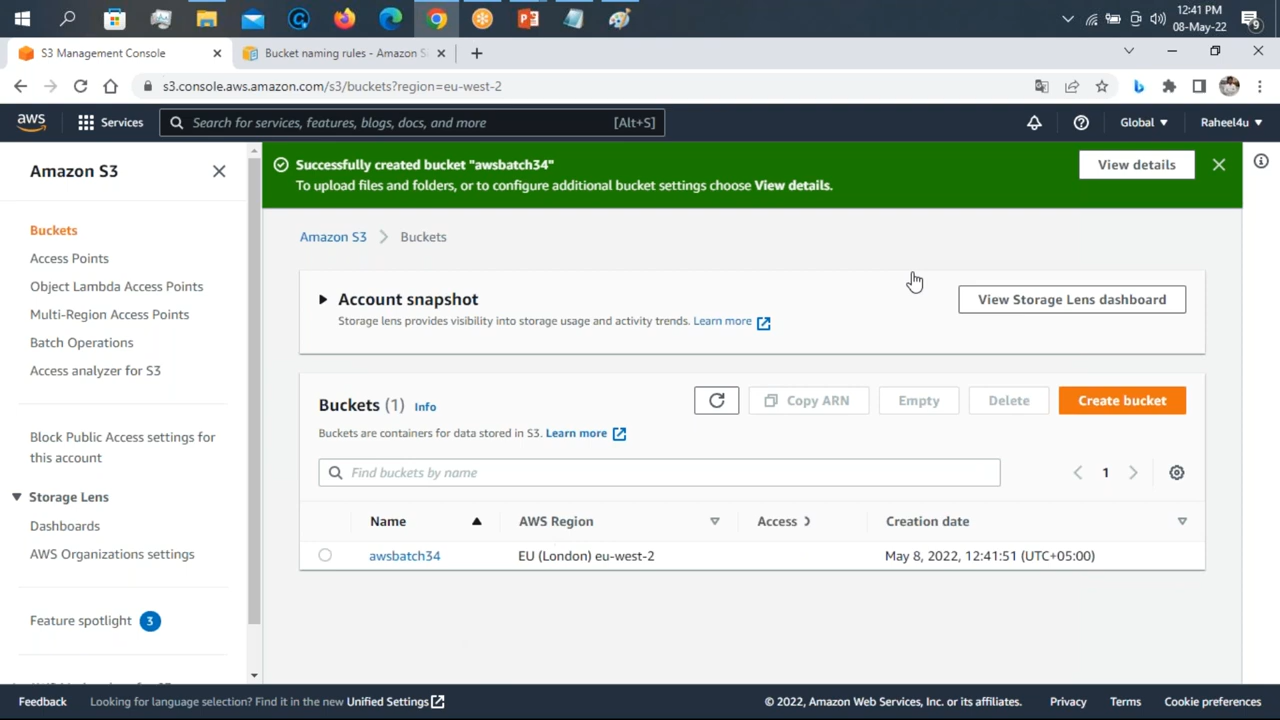 12:41 PM
08-May-22
9
S3 Management Console
Bucket naming rules - Amazon S
s3.console.aws.amazon.com/s3/buckets?region=eu-west-2
aws
Services
Search for services, features, blogs, docs, and more
[Alt+S]
Global
Raheel4u
Amazon S3
Buckets
Access Points
Object Lambda Access Points
Multi-Region Access Points
Batch Operations
Access analyzer for S3
Block Public Access settings for
this account
Storage Lens
Dashboards
AWS Organizations settings
Feature spotlight 3
Successfully created bucket "awsbatch34"
To upload files and folders, or to configure additional bucket settings choose View details.
View details
Amazon S3 > Buckets
Account snapshot
Storage lens provides visibility into storage usage and activity trends. Learn more
View Storage Lens dashboard
Buckets (1) Info
Buckets are containers for data stored in S3. Learn more
Copy ARN
Empty
Delete
Create bucket
Find buckets by name
1
Name
AWS Region
Access
Creation date
awsbatch34
EU (London) eu-west-2
May 8, 2022, 12:41:51 (UTC+05:00)
Feedback
Looking for language selection? Find it in the new Unified Settings
© 2022, Amazon Web Services, Inc. or its affiliates.
Privacy
Terms
Cookie preferences